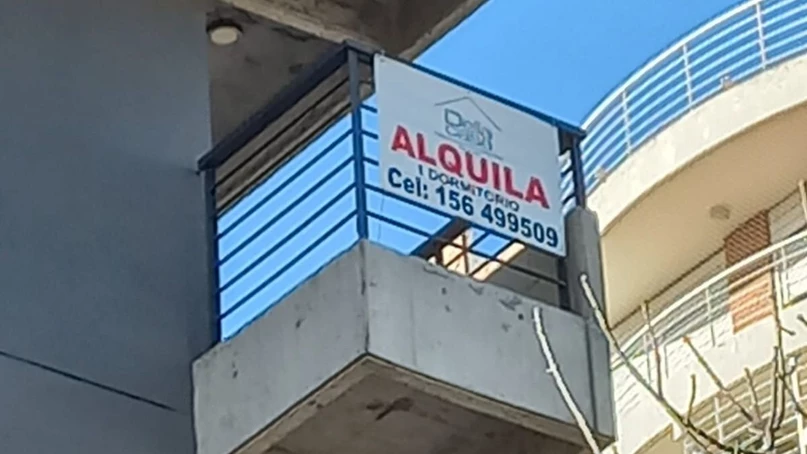 ALQUILA
1 DORMITORIO
Cel: 156 499509